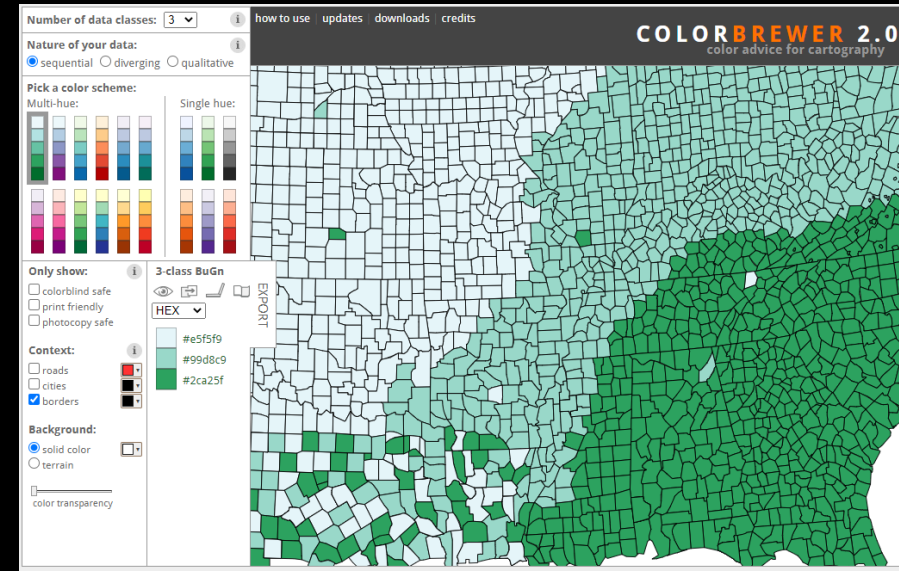 Number of data classes: 3 i
how to use | updates | downloads | credits
COLORBREWER 2.0
color advice for cartography
Nature of your data: i
sequential diverging qualitative
Pick a color scheme:
Multi-hue: Single hue:
Only show: i
colorblind safe
print friendly
photocopy safe
Context: i
roads
cities
borders
Background:
solid color
terrain
color transparency
3-class BuGn
EXPORT
HEX
#e5f5f9
#99d8c9
#2ca25f